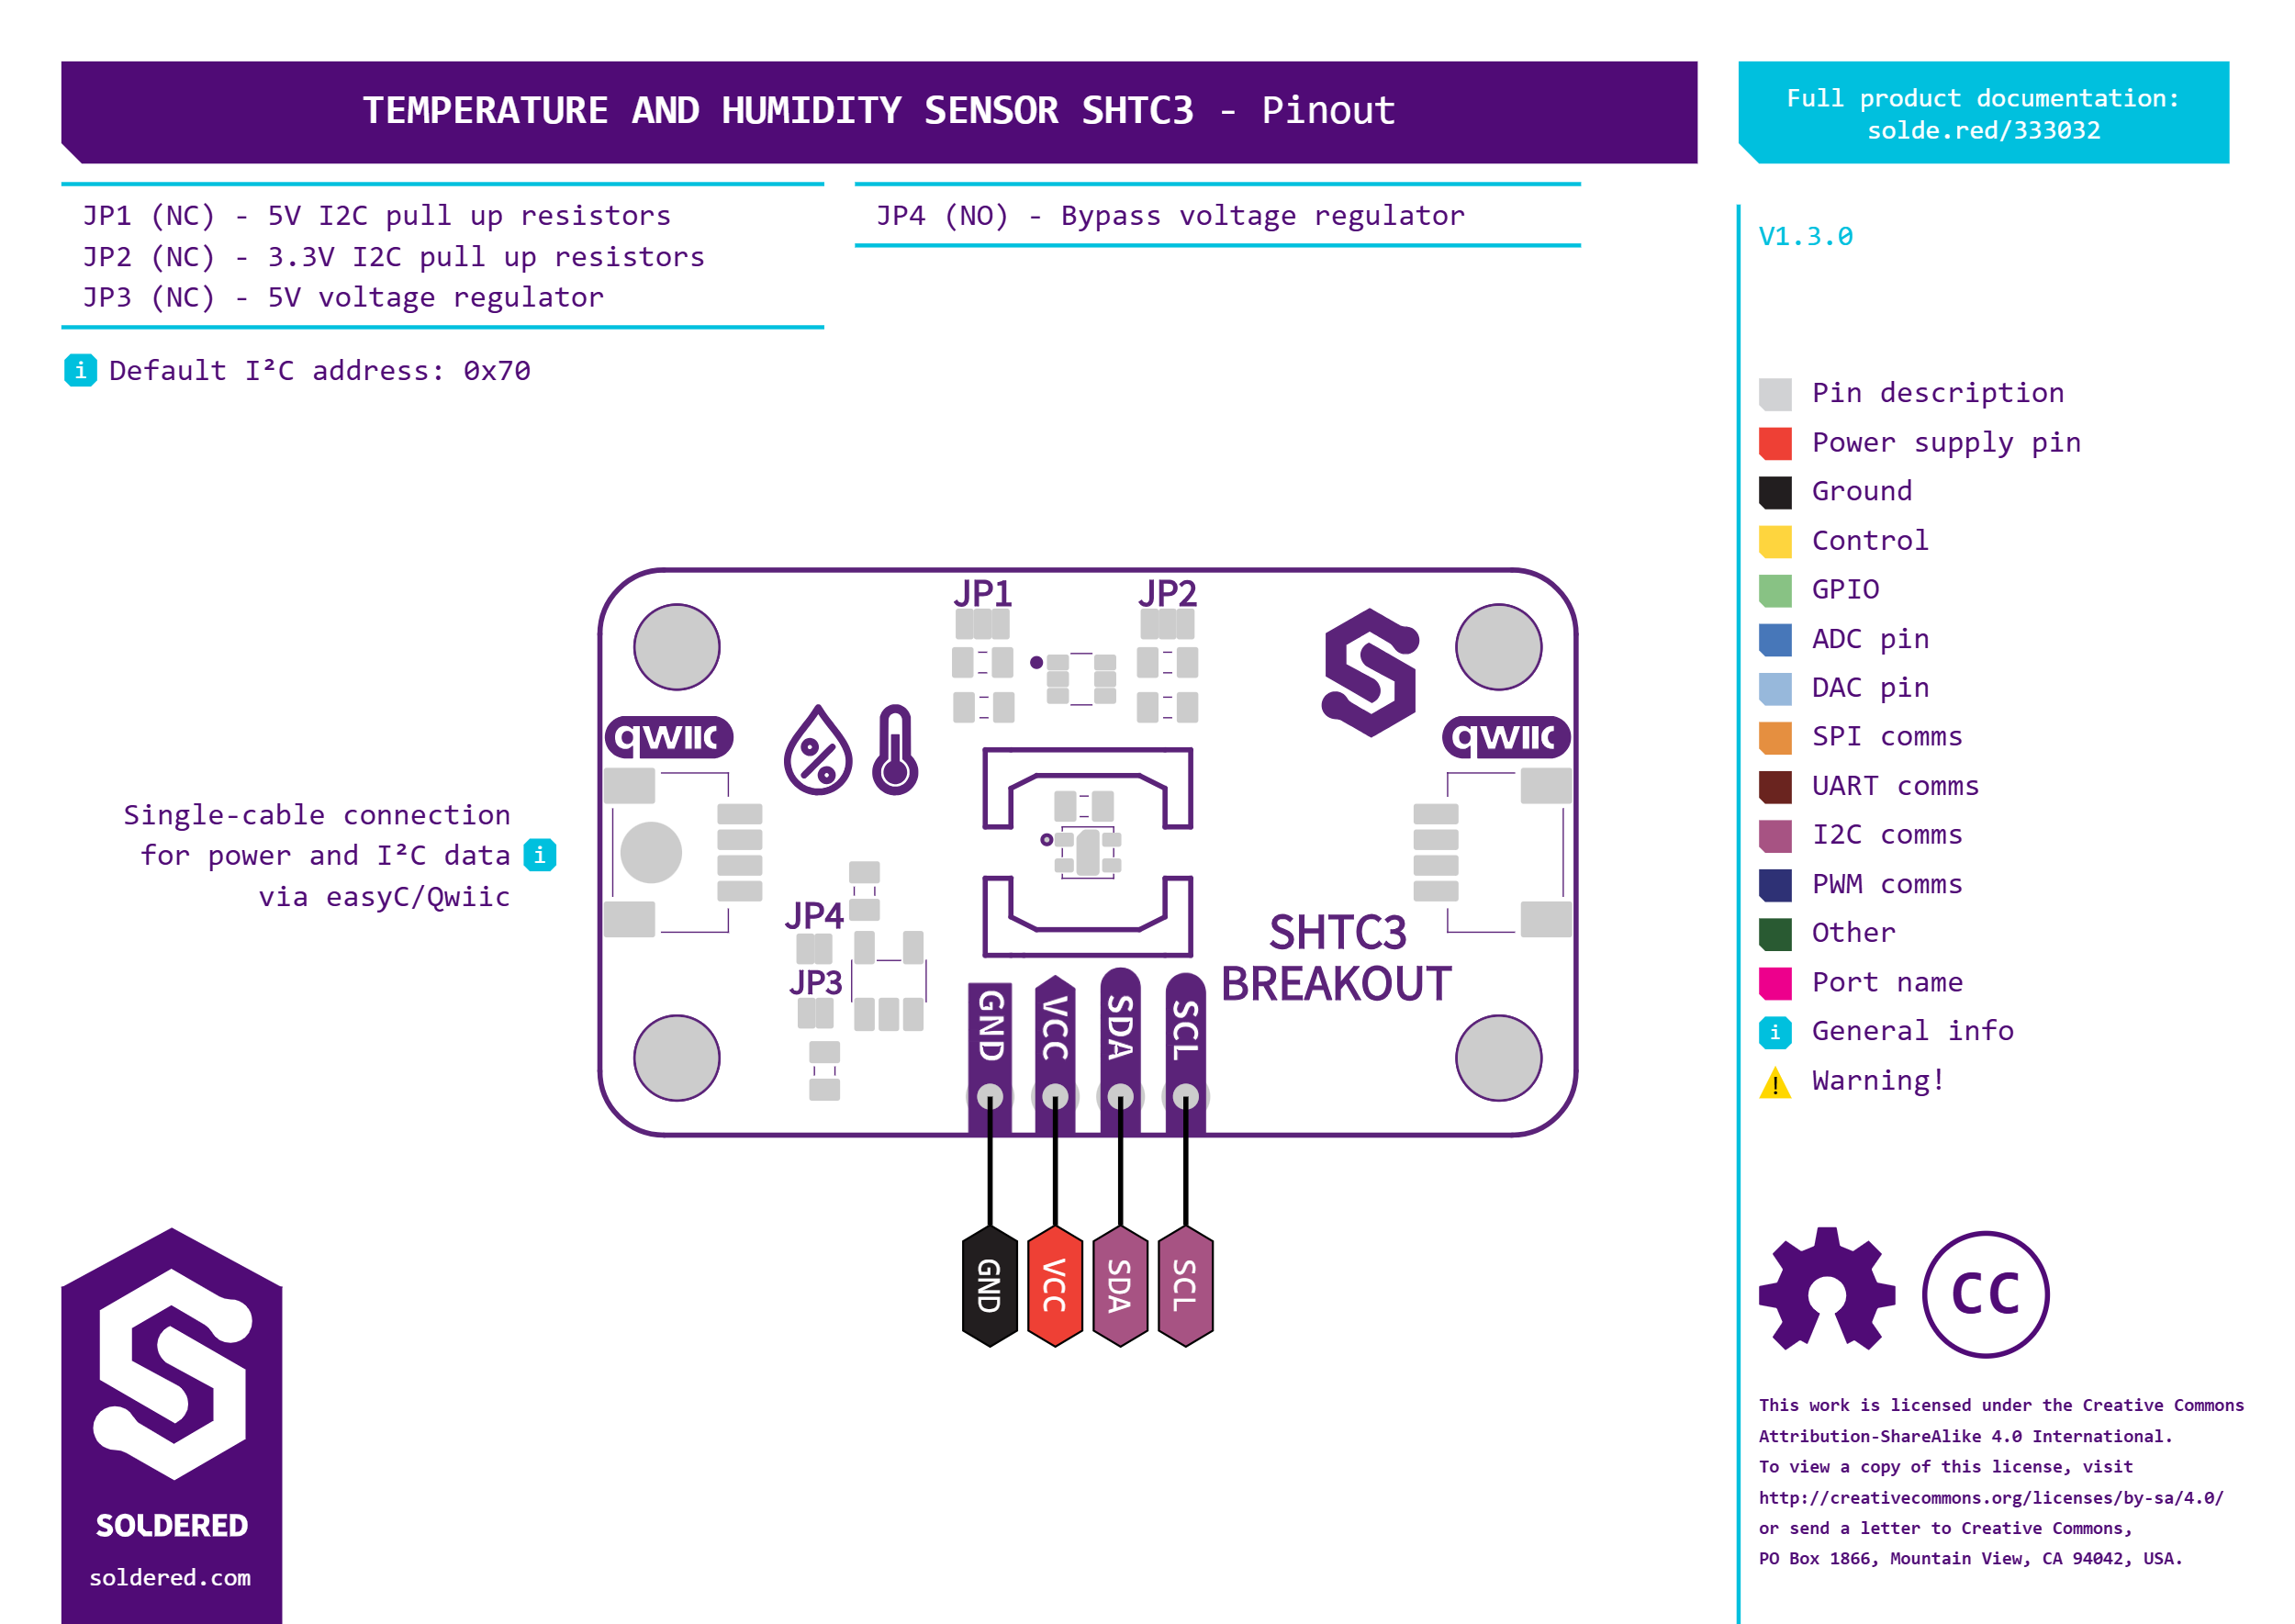 TEMPERATURE AND HUMIDITY SENSOR SHTC3 - Pinout
Full product documentation:
solde.red/333032
JP1 (NC) - 5V I2C pull up resistors
JP2 (NC) - 3.3V I2C pull up resistors
JP3 (NC) - 5V voltage regulator
JP4 (NO) - Bypass voltage regulator
V1.3.0
i Default I²C address: 0x70
Pin description
Power supply pin
Ground
Control
GPIO
ADC pin
DAC pin
SPI comms
UART comms
I2C comms
PWM comms
Other
Port name
i General info
! Warning!
JP1
JP2
qwiic
qwiic
Single-cable connection
for power and I²C data
via easyC/Qwiic
i
JP4
JP3
SHTC3
BREAKOUT
GND
VCC
SDA
SCL
GND
VCC
SDA
SCL
SOLDERED
soldered.com
CC
This work is licensed under the Creative Commons
Attribution-ShareAlike 4.0 International.
To view a copy of this license, visit
http://creativecommons.org/licenses/by-sa/4.0/
or send a letter to Creative Commons,
PO Box 1866, Mountain View, CA 94042, USA.